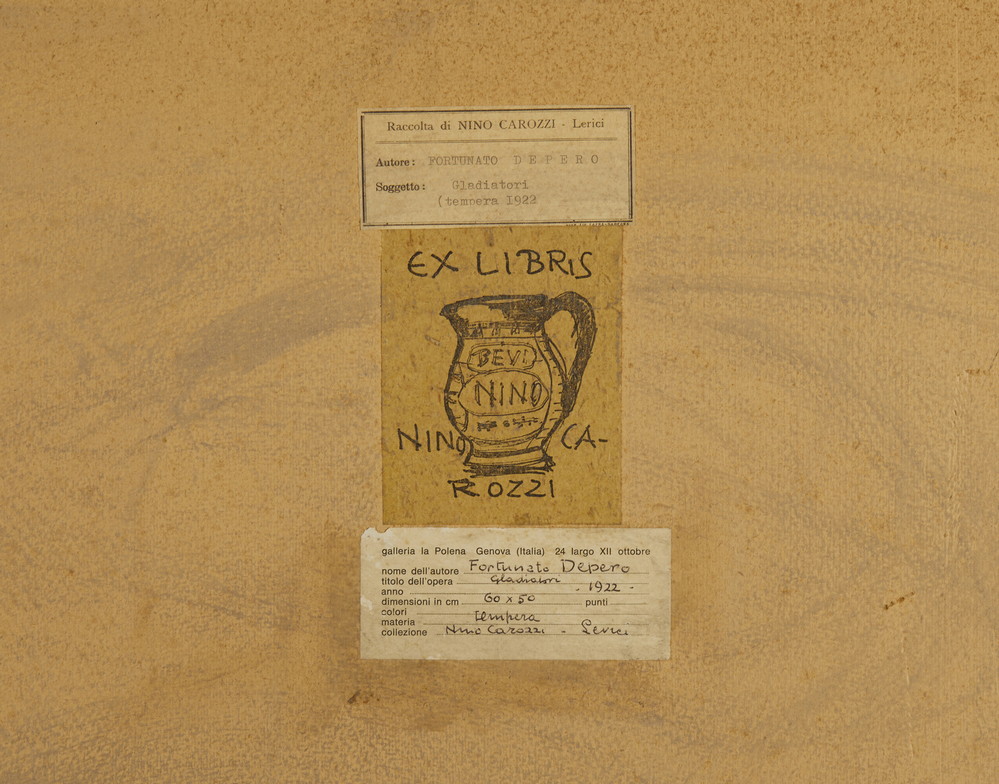 Raccolta di NINO CAROZZI - Lerici
Autore: FORTUNATO DEPERO
Soggetto: Gladiatori
(tempera 1922
EX LIBRIS
BEVI
NINO
NINO CA-
ROZZI
galleria la Polena Genova (Italia) 24 largo XII ottobre
nome dell'autore Fortunato Depero
titolo dell'opera Gladiatori
anno - 1922 -
dimensioni in cm 60 x 50 punti
colori
materia tempera
collezione Nino Carozzi - Lerici